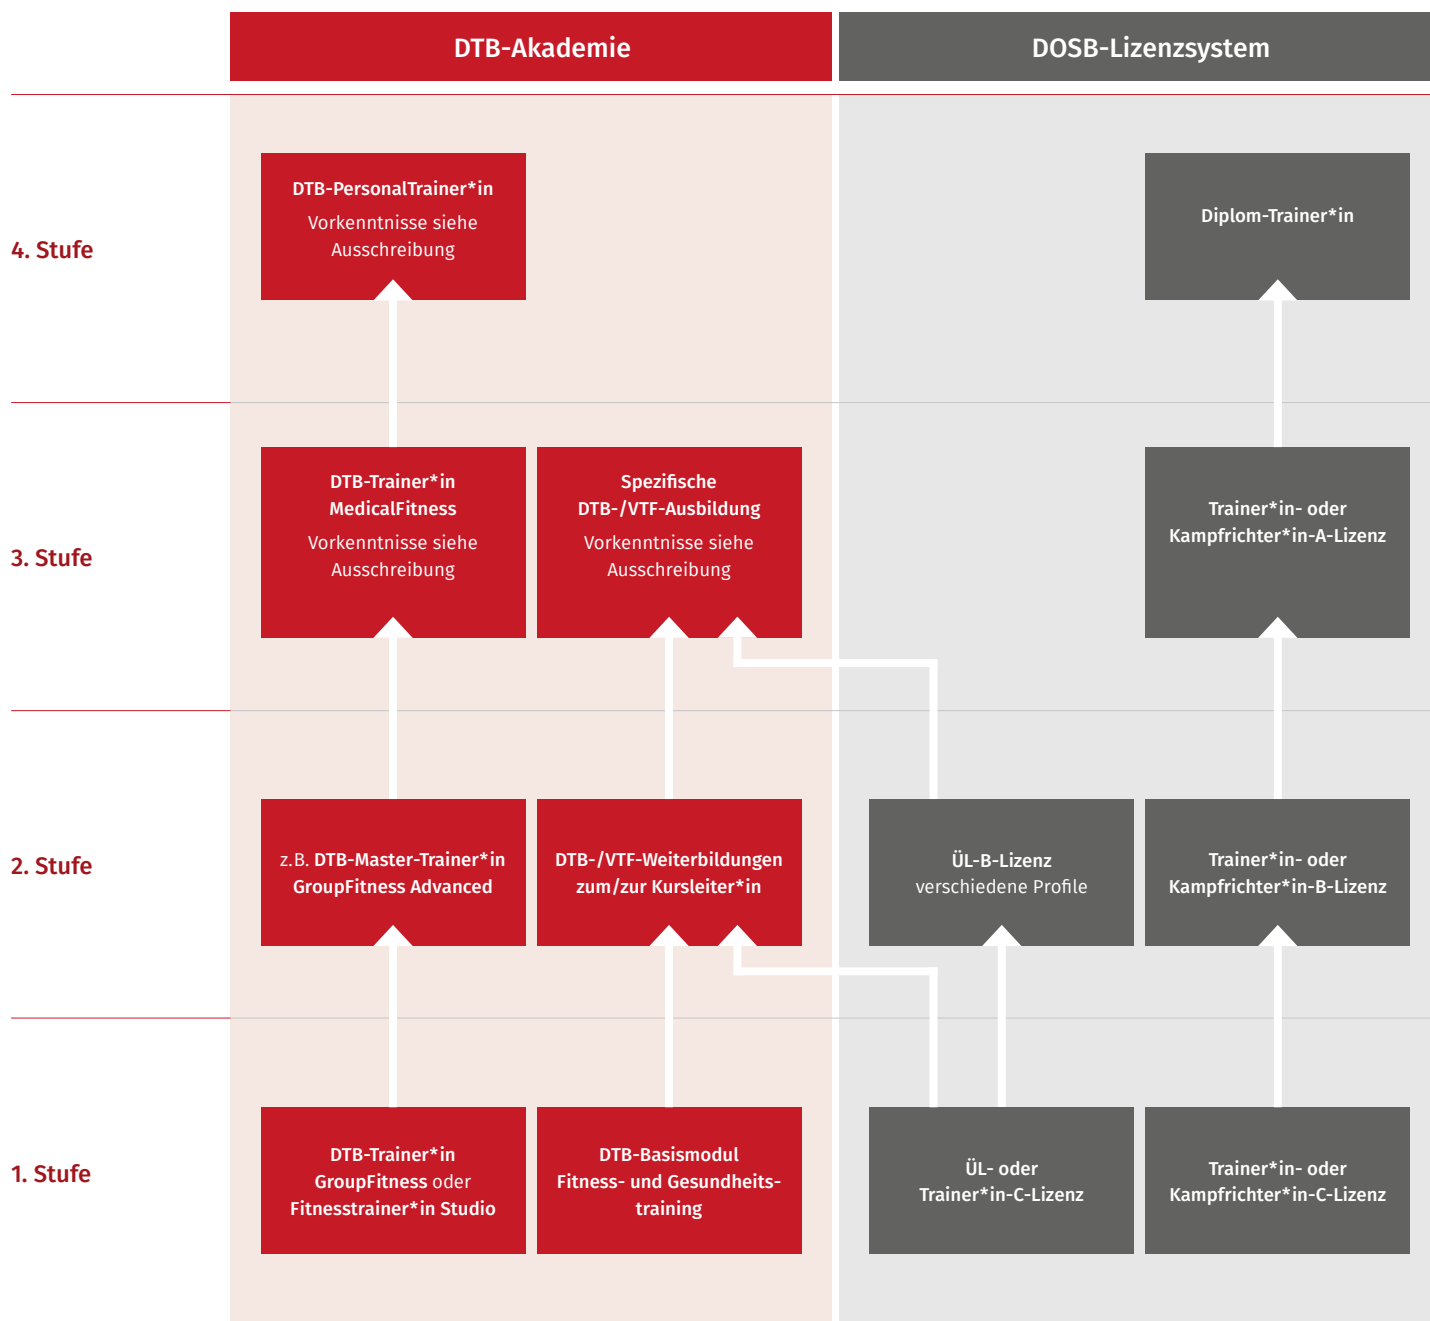 DTB-Akademie
DOSB-Lizenzsystem
4. Stufe
DTB-PersonalTrainer*in
Vorkenntnisse siehe
Ausschreibung
Diplom-Trainer*in
3. Stufe
DTB-Trainer*in
MedicalFitness
Vorkenntnisse siehe
Ausschreibung
Spezifische
DTB-/VTF-Ausbildung
Vorkenntnisse siehe
Ausschreibung
Trainer*in- oder
Kampfrichter*in-A-Lizenz
2. Stufe
z.B. DTB-Master-Trainer*in
GroupFitness Advanced
DTB-/VTF-Weiterbildungen
zum/zur Kursleiter*in
ÜL-B-Lizenz
verschiedene Profile
Trainer*in- oder
Kampfrichter*in-B-Lizenz
1. Stufe
DTB-Trainer*in
GroupFitness oder
Fitnesstrainer*in Studio
DTB-Basismodul
Fitness- und Gesundheits-
training
ÜL- oder
Trainer*in-C-Lizenz
Trainer*in- oder
Kampfrichter*in-C-Lizenz